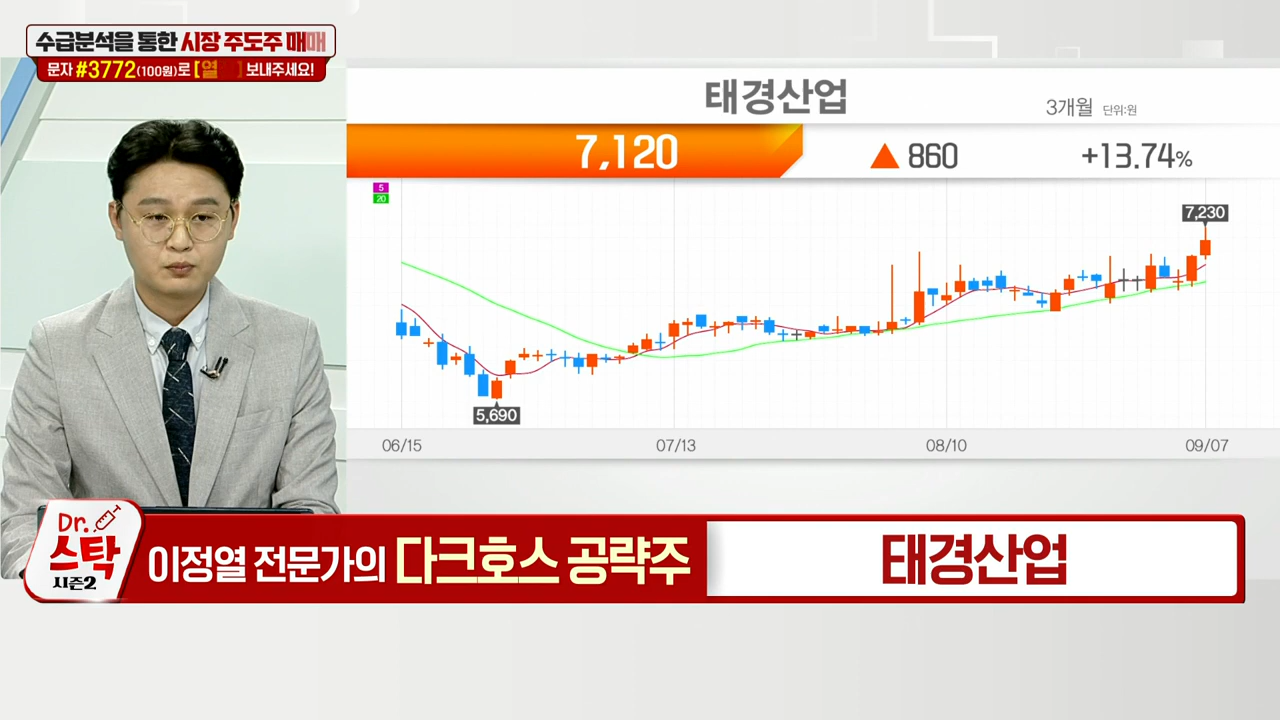 수급분석을 통한 시장 주도주 매매
문자 #3772(100원)로 [열 ] 보내주세요!
태경산업
3개월 단위:원
7,120 ▲ 860 +13.74%
5
20
7,230
5,690
06/15 07/13 08/10 09/07
Dr.
스탁
시즌2
이정열 전문가의 다크호스 공략주
태경산업